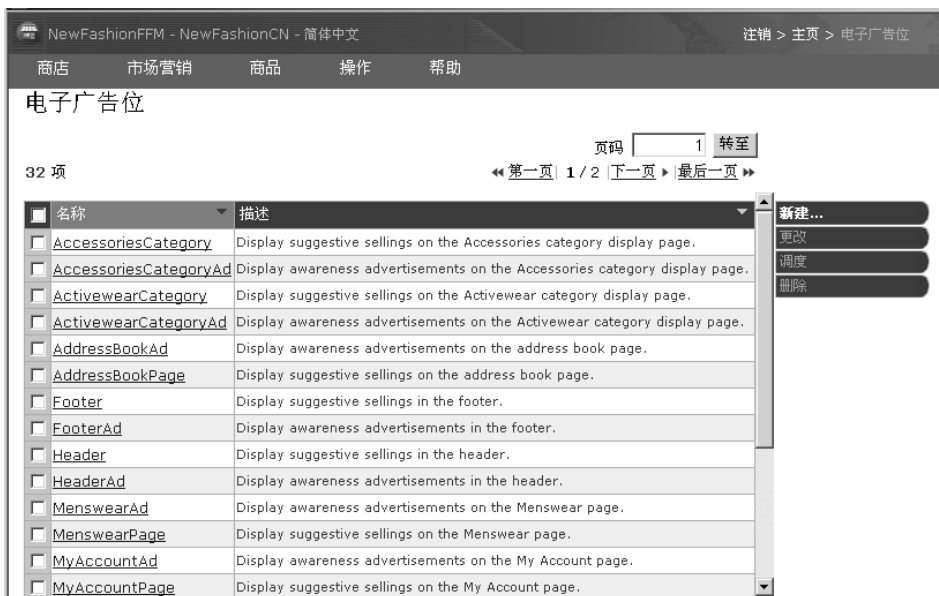 NewFashionFFM - NewFashionCN - 简体中文 注销 > 主页 > 电子广告位
商店 市场营销 商品 操作 帮助
电子广告位
页码 1 转至
32 项 第一页 | 1 / 2 | 下一页 | 最后一页
名称 描述 新建...
AccessoriesCategory Display suggestive sellings on the Accessories category display page. 更改
AccessoriesCategoryAd Display awareness advertisements on the Accessories category display page. 调度
ActivewearCategory Display suggestive sellings on the Activewear category display page. 删除
ActivewearCategoryAd Display awareness advertisements on the Activewear category display page.
AddressBookAd Display awareness advertisements on the address book page.
AddressBookPage Display suggestive sellings on the address book page.
Footer Display suggestive sellings in the footer.
FooterAd Display awareness advertisements in the footer.
Header Display suggestive sellings in the header.
HeaderAd Display awareness advertisements in the header.
MenswearAd Display awareness advertisements on the Menswear page.
MenswearPage Display suggestive sellings on the Menswear page.
MyAccountAd Display awareness advertisements on the My Account page.
MyAccountPage Display suggestive sellings on the My Account page.